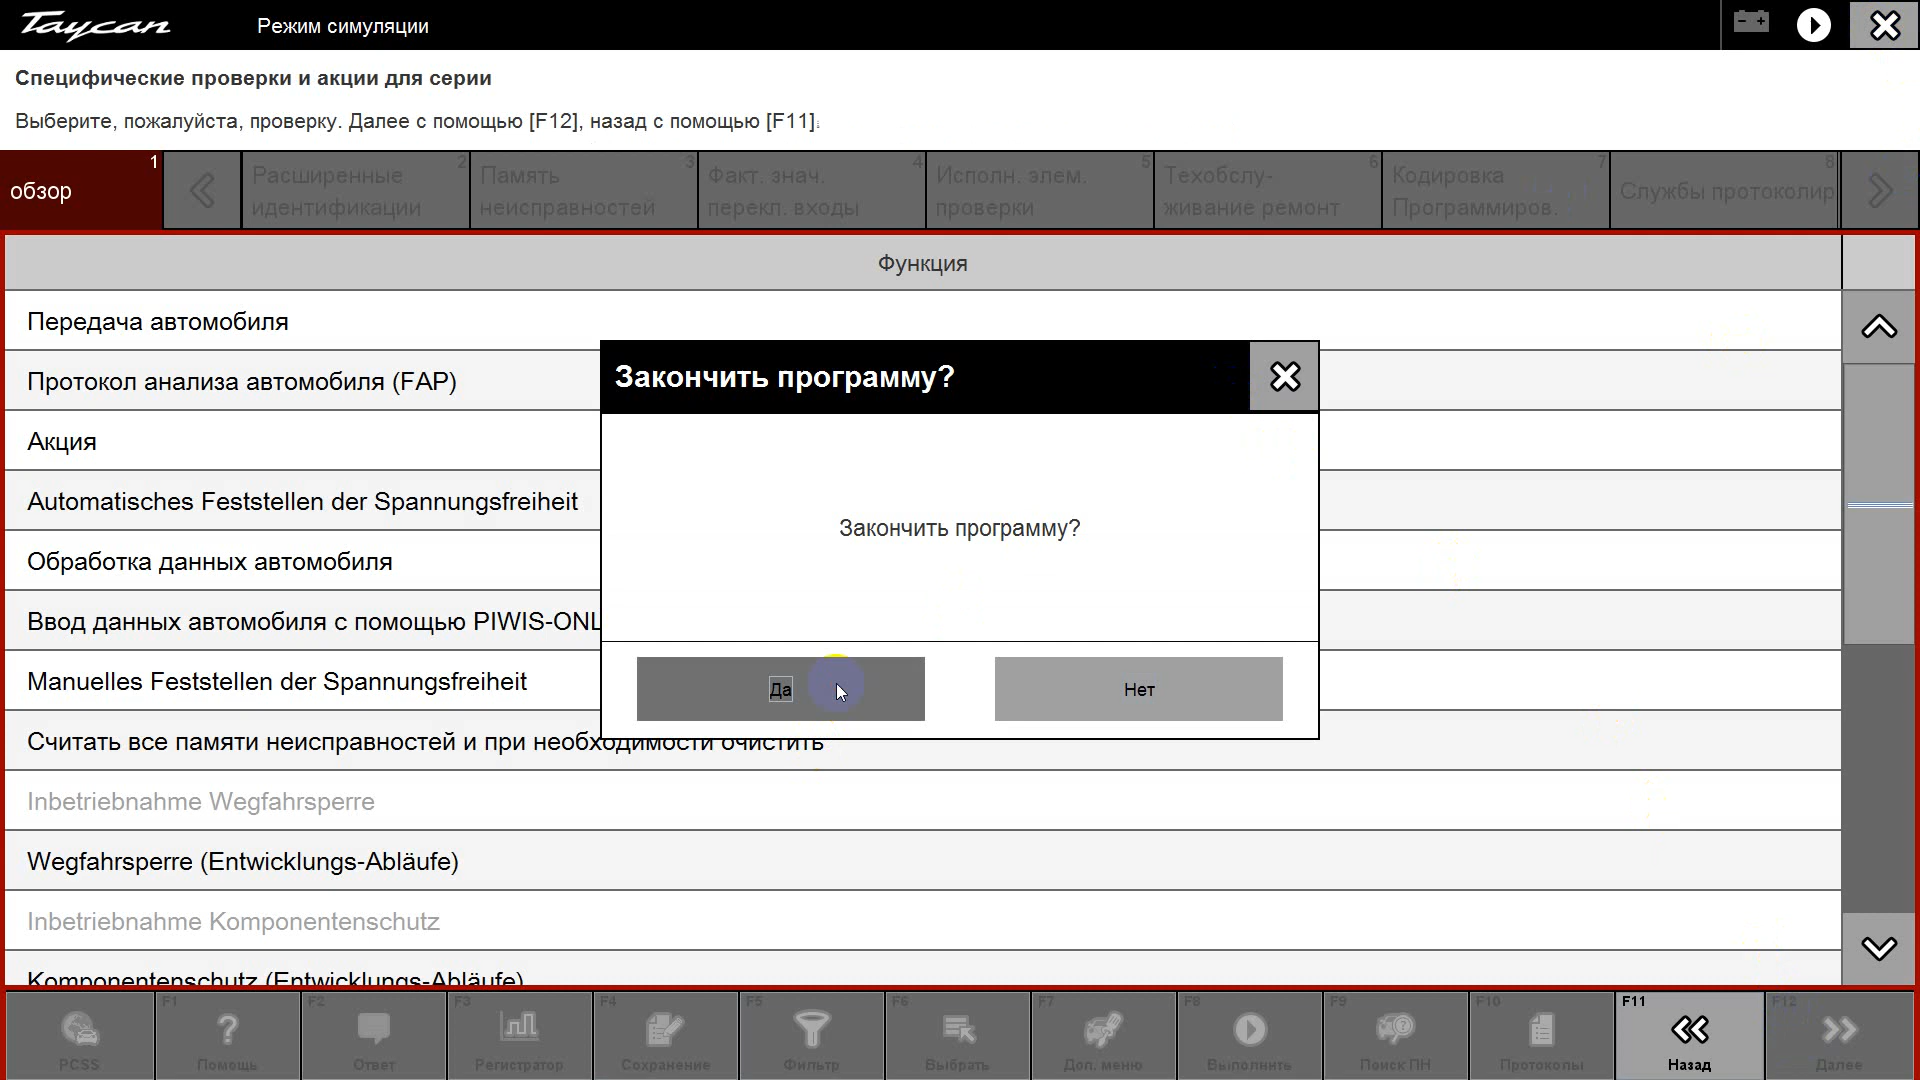 Taycan
Режим симуляции
Специфические проверки и акции для серии
Выберите, пожалуйста, проверку. Далее с помощью [F12], назад с помощью [F11].
обзор
1
Расширенные
идентификации
2
Память
неисправностей
3
Факт. знач.
перекл. входы
4
Исполн. элем.
проверки
5
Техобслу-
живание ремонт
6
Кодировка
Программиров.
7
Службы протоколир
8
Функция
Передача автомобиля
Протокол анализа автомобиля (FAP)
Акция
Automatisches Feststellen der Spannungsfreiheit
Обработка данных автомобиля
Ввод данных автомобиля с помощью PIWIS-ONL
Manuelles Feststellen der Spannungsfreiheit
Считать все памяти неисправностей и при необходимости очистить
Inbetriebnahme Wegfahrsperre
Wegfahrsperre (Entwicklungs-Abläufe)
Inbetriebnahme Komponentenschutz
Komponentenschutz (Entwicklungs-Abläufe)
Закончить программу?
Закончить программу?
Да
Нет
PCSS
F1
Помощь
F2
Ответ
F3
Регистратор
F4
Сохранение
F5
Фильтр
F6
Выбрать
F7
Доп. меню
F8
Выполнить
F9
Поиск ПН
F10
Протоколы
F11
Назад
F12
Далее